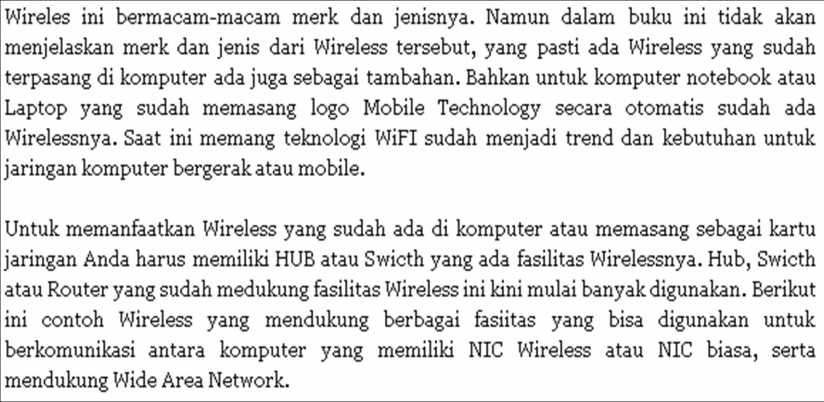 Wireles ini bermacam-macam merk dan jenisnya. Namun dalam buku ini tidak akan
menjelaskan merk dan jenis dari Wireless tersebut, yang pasti ada Wireless yang sudah
terpasang di komputer ada juga sebagai tambahan. Bahkan untuk komputer notebook atau
Laptop yang sudah memasang logo Mobile Technology secara otomatis sudah ada
Wirelessnya. Saat ini memang teknologi WiFI sudah menjadi trend dan kebutuhan untuk
jaringan komputer bergerak atau mobile.
Untuk memanfaatkan Wireless yang sudah ada di komputer atau memasang sebagai kartu
jaringan Anda harus memiliki HUB atau Swicth yang ada fasilitas Wirelessnya. Hub, Swicth
atau Router yang sudah medukung fasilitas Wireless ini kini mulai banyak digunakan. Berikut
ini contoh Wireless yang mendukung berbagai fasiitas yang bisa digunakan untuk
berkomunikasi antara komputer yang memiliki NIC Wireless atau NIC biasa, serta
mendukung Wide Area Network.